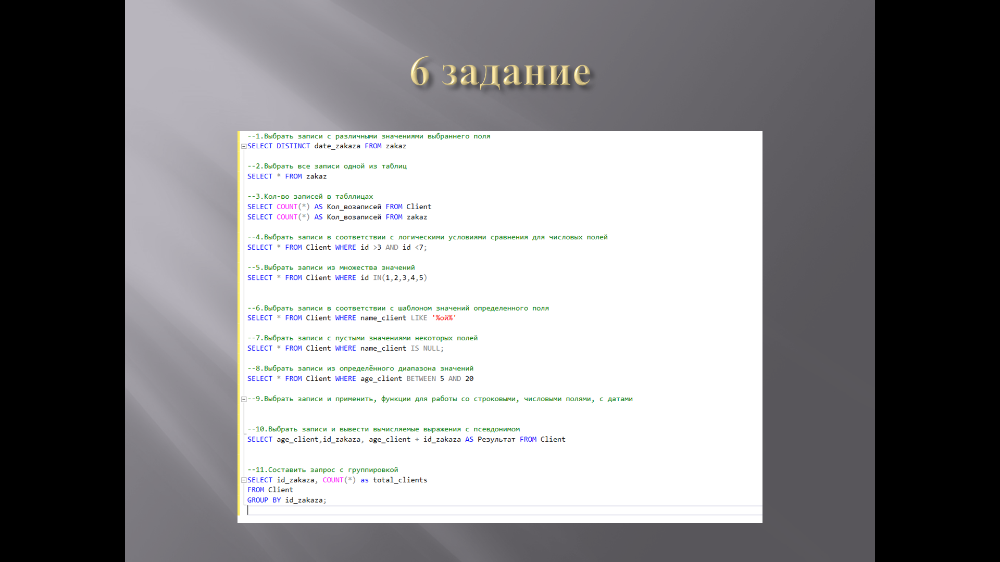 6 задание
--1.Выбрать записи с различными значениями выбраннего поля
SELECT DISTINCT date_zakaza FROM zakaz
--2.Выбрать все записи одной из таблиц
SELECT * FROM zakaz
--3.Кол-во записей в табллицах
SELECT COUNT(*) AS Кол_возаписей FROM Client
SELECT COUNT(*) AS Кол_возаписей FROM zakaz
--4.Выбрать записи в соответствии с логическими условиями сравнения для числовых полей
SELECT * FROM Client WHERE id >3 AND id <7;
--5.Выбрать записи из множества значений
SELECT * FROM Client WHERE id IN(1,2,3,4,5)
--6.Выбрать записи в соответствии с шаблоном значений определенного поля
SELECT * FROM Client WHERE name_client LIKE '%ой%'
--7.Выбрать записи с пустыми значениями некоторых полей
SELECT * FROM Client WHERE name_client IS NULL;
--8.Выбрать записи из определённого диапазона значений
SELECT * FROM Client WHERE age_client BETWEEN 5 AND 20
--9.Выбрать записи и применить, функции для работы со строковыми, числовыми полями, с датами
--10.Выбрать записи и вывести вычисляемые выражения с псевдонимом
SELECT age_client,id_zakaza, age_client + id_zakaza AS Результат FROM Client
--11.Составить запрос с группировкой
SELECT id_zakaza, COUNT(*) as total_clients
FROM Client
GROUP BY id_zakaza;